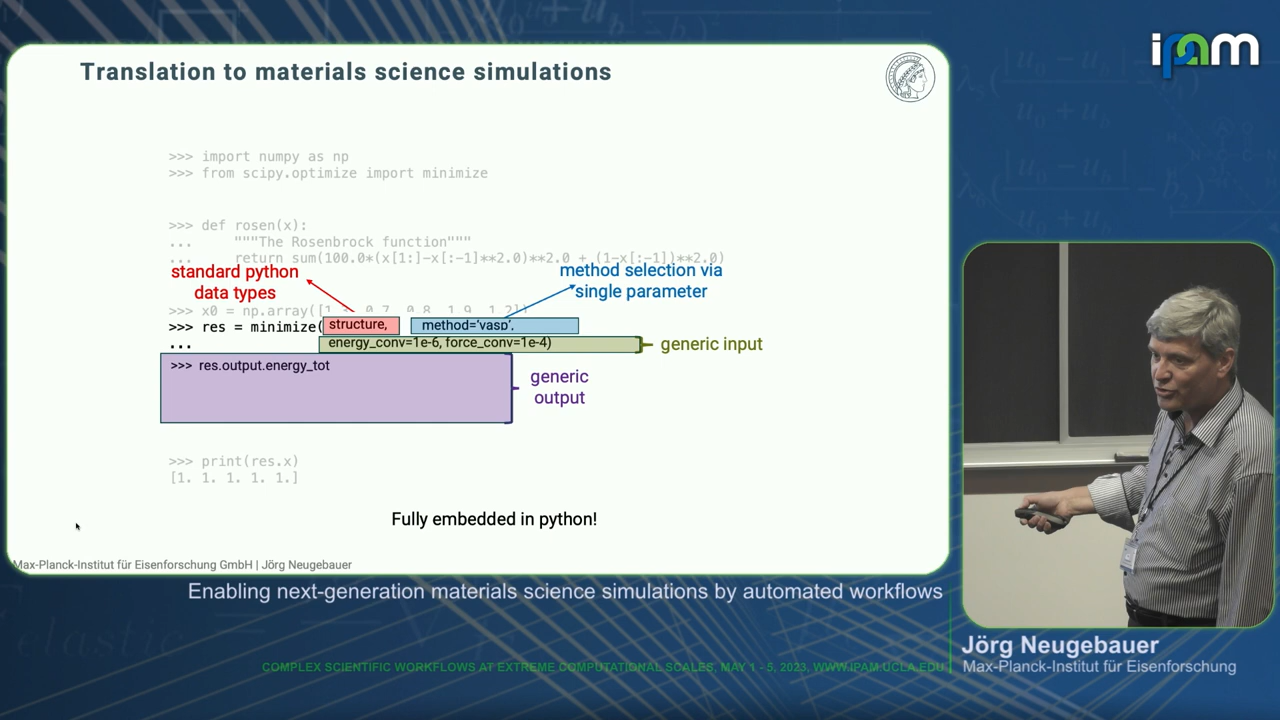 ipam
Translation to materials science simulations
>>> import numpy as np
>>> from scipy.optimize import minimize
>>> def rosen(x):
... """The Rosenbrock function"""
... return sum(100.0*(x[1:]-x[:-1]**2.0)**2.0 + (1-x[:-1])**2.0)
standard python
data types
method selection via
single parameter
>>> x0 = np.array([1.3, 0.7, 0.8, 1.9, 1.2])
>>> res = minimize( structure, method='vasp',
... energy_conv=1e-6, force_conv=1e-4)
generic input
>>> res.output.energy_tot
generic
output
>>> print(res.x)
[1. 1. 1. 1. 1.]
Fully embedded in python!
Max-Planck-Institut für Eisenforschung GmbH | Jörg Neugebauer
Enabling next-generation materials science simulations by automated workflows
Jörg Neugebauer
Max-Planck-Institut für Eisenforschung
COMPLEX SCIENTIFIC WORKFLOWS AT EXTREME COMPUTATIONAL SCALES, MAY 1 - 5, 2023, WWW.IPAM.UCLA.EDU